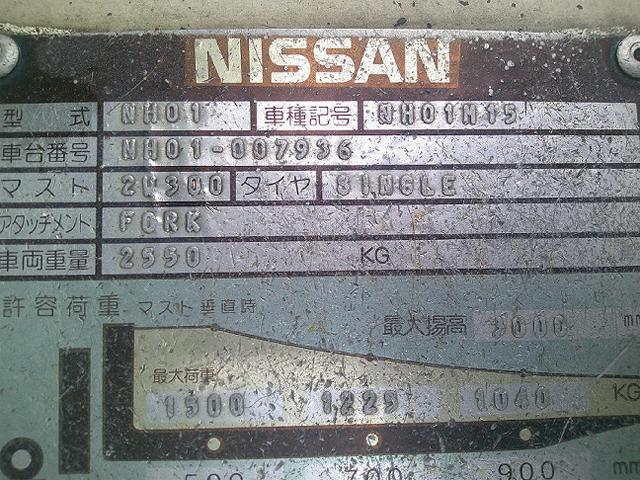 NISSAN
型式 NH01 車種記号 NH01M15
車台番号 NH01-007936
マスト 2W300 タイヤ SINGLE
アタッチメント FORK
車両重量 2550 KG
許容荷重 マスト垂直時
最大揚高 3000 mm
最大荷重
1500 1225 1040 KG
500 700 900 mm